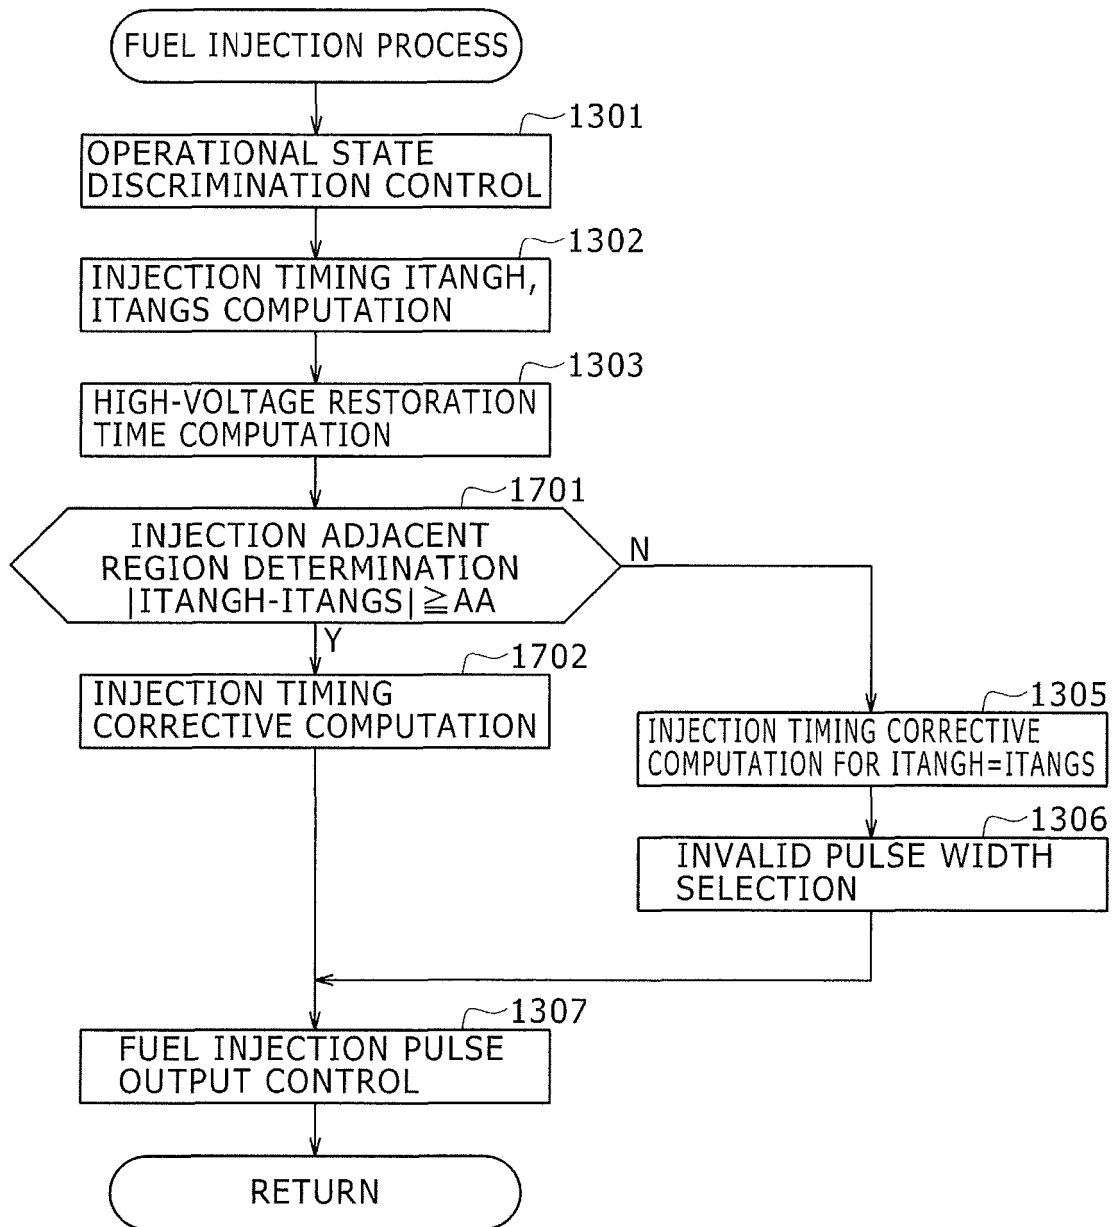 FUEL INJECTION PROCESS
1301
OPERATIONAL STATE
DISCRIMINATION CONTROL
1302
INJECTION TIMING ITANGH,
ITANGS COMPUTATION
1303
HIGH-VOLTAGE RESTORATION
TIME COMPUTATION
1701
INJECTION ADJACENT
REGION DETERMINATION
|ITANGH-ITANGS|≧AA
N
Y
1702
INJECTION TIMING
CORRECTIVE COMPUTATION
1305
INJECTION TIMING CORRECTIVE
COMPUTATION FOR ITANGH=ITANGS
1306
INVALID PULSE WIDTH
SELECTION
1307
FUEL INJECTION PULSE
OUTPUT CONTROL
RETURN